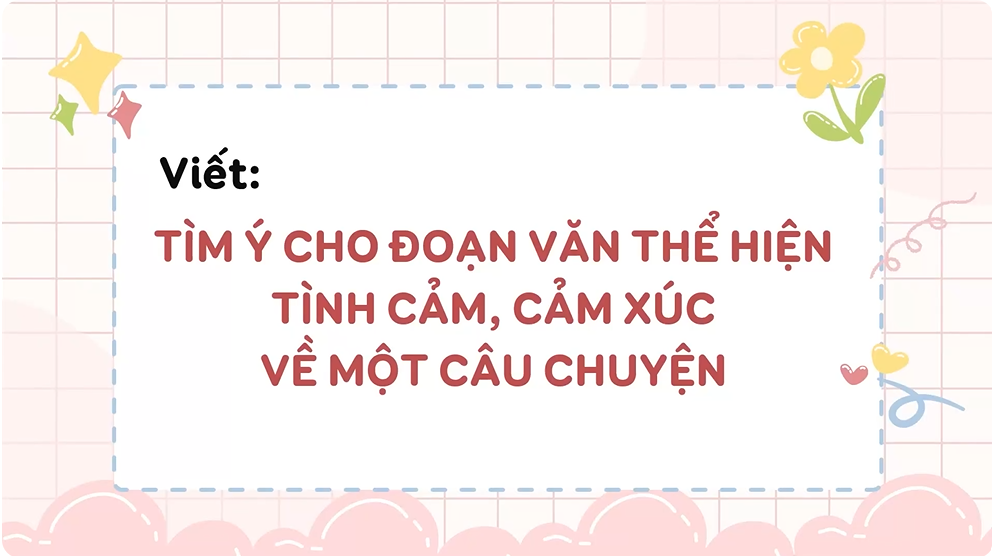 Viết:
TÌM Ý CHO ĐOẠN VĂN THỂ HIỆN
TÌNH CẢM, CẢM XÚC
VỀ MỘT CÂU CHUYỆN